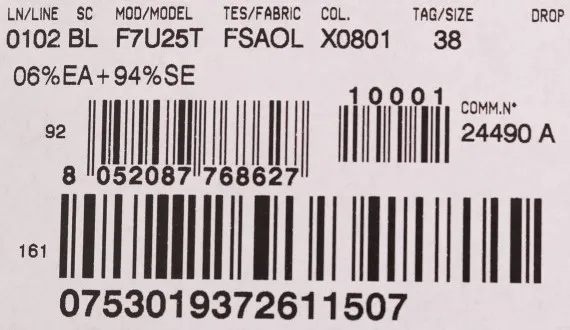 LN/LINE SC MOD/MODEL TES/FABRIC COL. TAG/SIZE DROP
0102 BL F7U25T FSAOL X0801 38
06%EA+94%SE
10001
COMM.N°
92 24490 A
8 052087 768627
161
0753019372611507